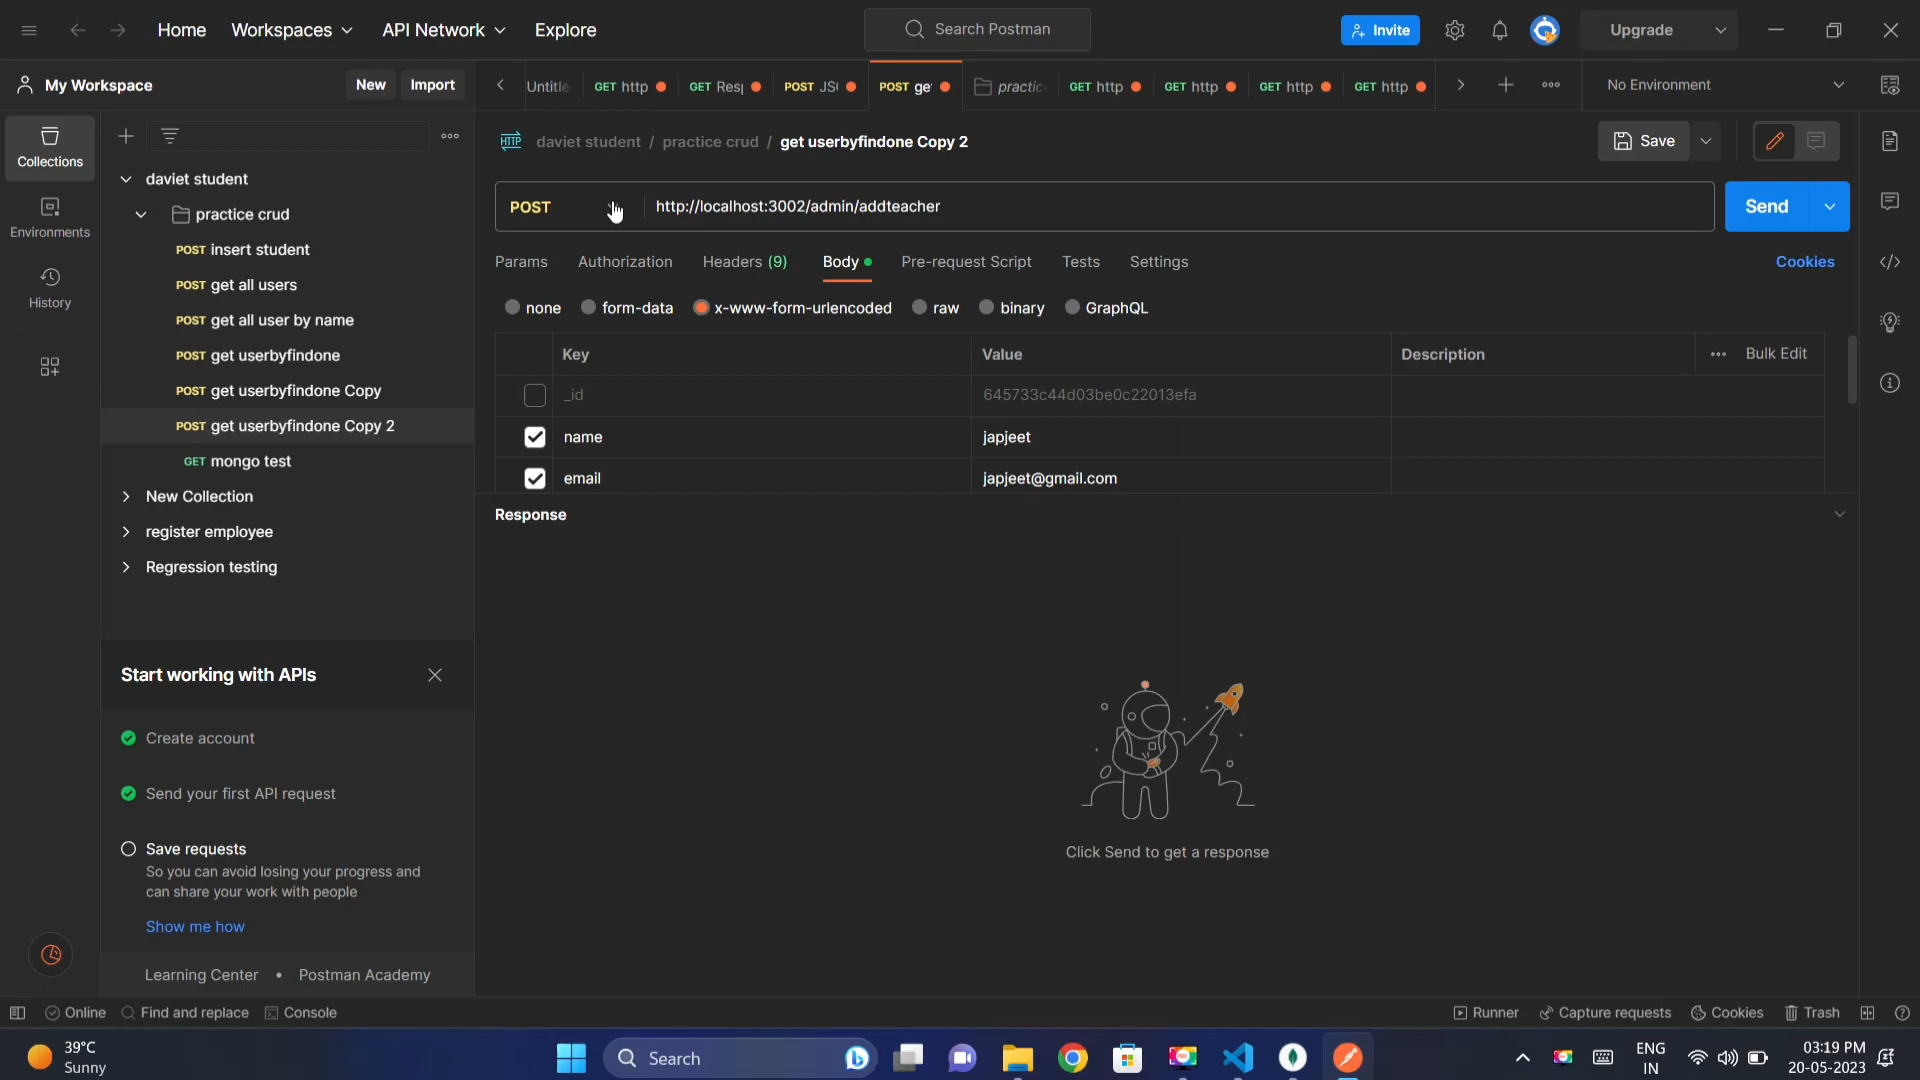 Home Workspaces API Network Explore Search Postman Invite Upgrade
My Workspace New Import Untitle GET http GET Resp POST JS( POST ge practic GET http GET http GET http GET http No Environment
Collections
Environments
History
daviet student
practice crud
POST insert student
POST get all users
POST get all user by name
POST get userbyfindone
POST get userbyfindone Copy
POST get userbyfindone Copy 2
GET mongo test
New Collection
register employee
Regression testing
Start working with APIs
Create account
Send your first API request
Save requests
So you can avoid losing your progress and
can share your work with people
Show me how
Learning Center • Postman Academy
HTTP daviet student / practice crud / get userbyfindone Copy 2 Save
POST http://localhost:3002/admin/addteacher Send
Params Authorization Headers (9) Body Pre-request Script Tests Settings Cookies
none form-data x-www-form-urlencoded raw binary GraphQL
Key Value Description Bulk Edit
_id 645733c44d03be0c22013efa
name japjeet
email japjeet@gmail.com
Response
Click Send to get a response
Online Find and replace Console Runner Capture requests Cookies Trash
39°C
Sunny
Search
ENG
IN
03:19 PM
20-05-2023